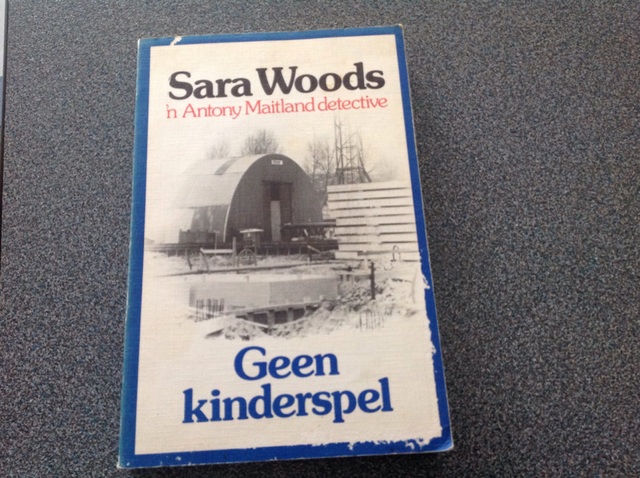 Sara Woods
'n Antony Maitland detective
Geen
kinderspel